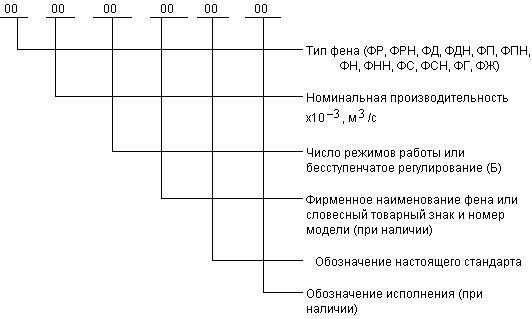 00 00 00 00 00 00
Тип фена (ФР, ФРН, ФД, ФДН, ФП, ФПН,
ФН, ФНН, ФС, ФСН, ФГ, ФЖ)
Номинальная производительность
х10⁻³, м³/с
Число режимов работы или
бесступенчатое регулирование (Б)
Фирменное наименование фена или
словесный товарный знак и номер
модели (при наличии)
Обозначение настоящего стандарта
Обозначение исполнения (при
наличии)